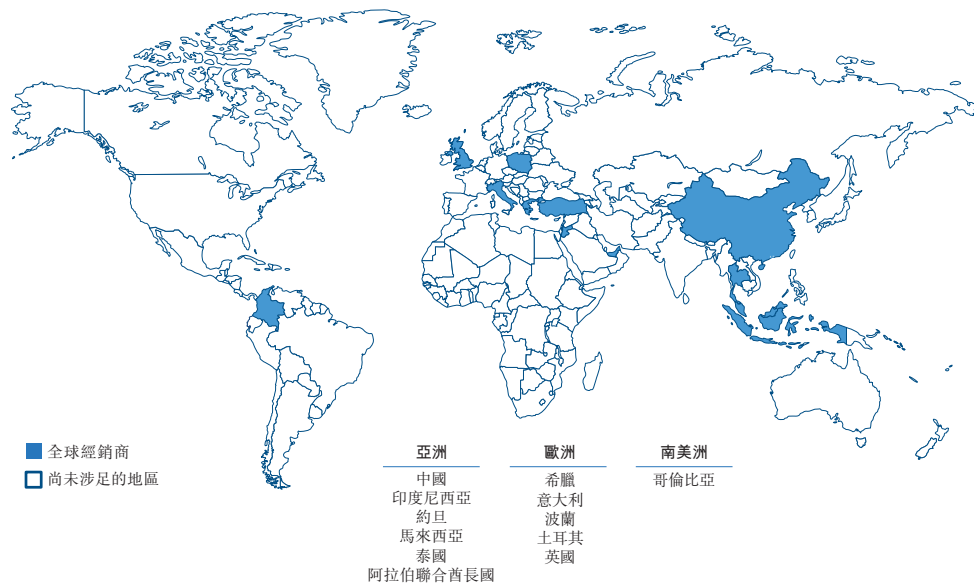 全球經銷商
尚未涉足的地區
亞洲
中國
印度尼西亞
約旦
馬來西亞
泰國
阿拉伯聯合酋長國
歐洲
希臘
意大利
波蘭
土耳其
英國
南美洲
哥倫比亞